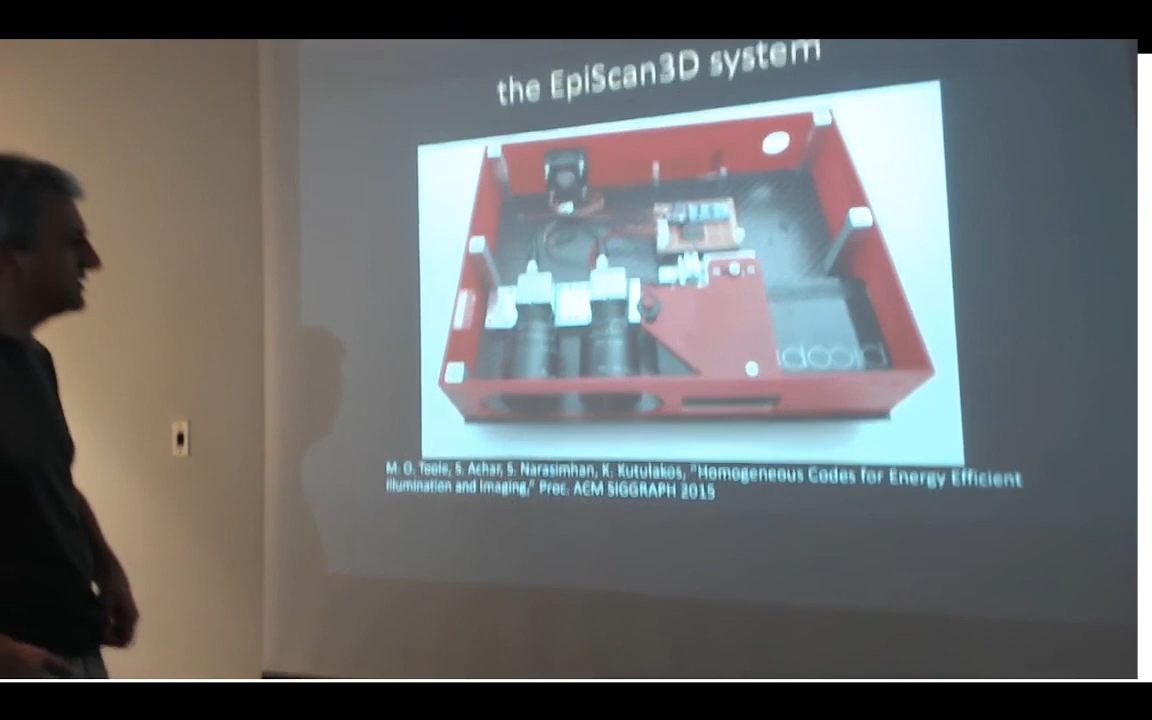 the EpiScan3D system
M. O. Toole, S. Achar, S. Narasimhan, K. Kutulakos, "Homogeneous Codes for Energy Efficient
Illumination and Imaging," Proc. ACM SIGGRAPH 2015